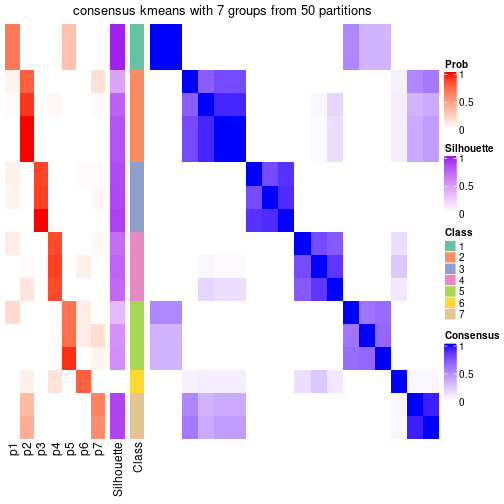 consensus kmeans with 7 groups from 50 partitions
Prob
1
0.5
0
Silhouette
1
0.5
0
Class
1
2
3
4
5
6
7
Consensus
1
0.5
0
p1
p2
p3
p4
p5
p6
p7
Silhouette
Class